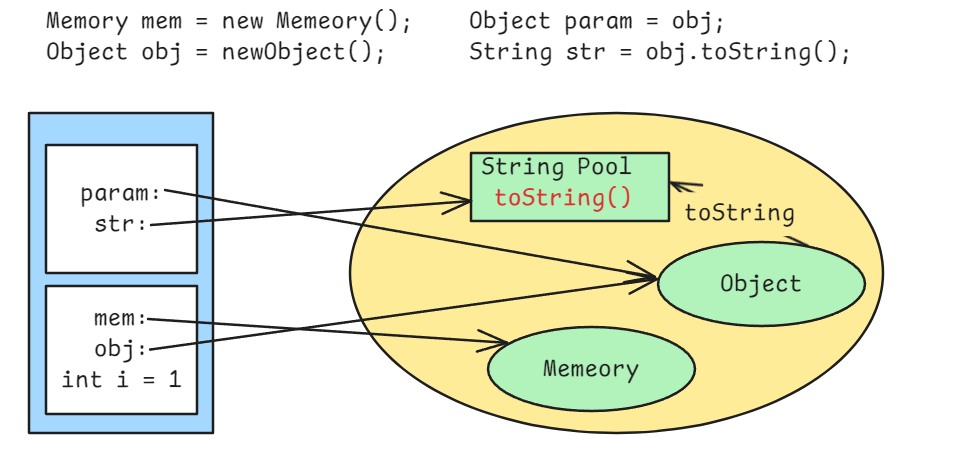 Memory mem = new Memeory();
Object obj = newObject();
Object param = obj;
String str = obj.toString();
param:
str:
mem:
obj:
int i = 1
String Pool
toString()
toString
Object
Memeory